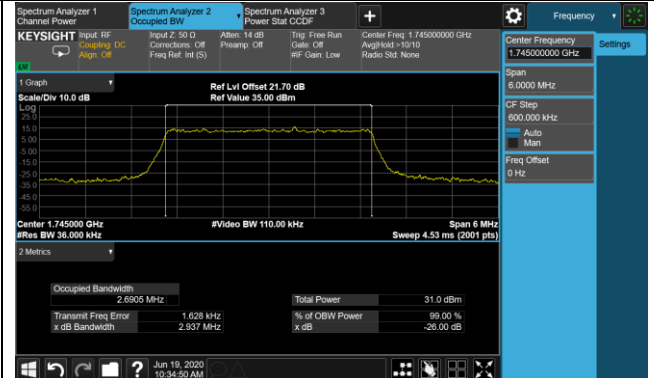 Spectrum Analyzer 1
Channel Power
Spectrum Analyzer 2
Occupied BW
Spectrum Analyzer 3
Power Stat CCDF
+
Frequency
KEYSIGHT
Input: RF
Coupling: DC
Align: Off
Input Z: 50 Ω
Corrections: Off
Freq Ref: Int (S)
Atten: 14 dB
Preamp: Off
Trig: Free Run
Gate: Off
#IF Gain: Low
Center Freq: 1.745000000 GHz
Avg|Hold:>10/10
Radio Std: None
Center Frequency
1.745000000 GHz
Settings
Span
6.0000 MHz
CF Step
600.000 kHz
Auto
Man
Freq Offset
0 Hz
1 Graph
Scale/Div 10.0 dB
Ref Lvl Offset 21.70 dB
Ref Value 35.00 dBm
Log
25.0
15.0
5.00
-5.00
-15.0
-25.0
-35.0
-45.0
-55.0
Center 1.745000 GHz
#Res BW 36.000 kHz
#Video BW 110.00 kHz
Span 6 MHz
Sweep 4.53 ms (2001 pts)
2 Metrics
Occupied Bandwidth
2.6905 MHz
Total Power 31.0 dBm
Transmit Freq Error 1.628 kHz
% of OBW Power 99.00 %
x dB Bandwidth 2.937 MHz
x dB -26.00 dB
?
Jun 19, 2020
10:34:50 AM